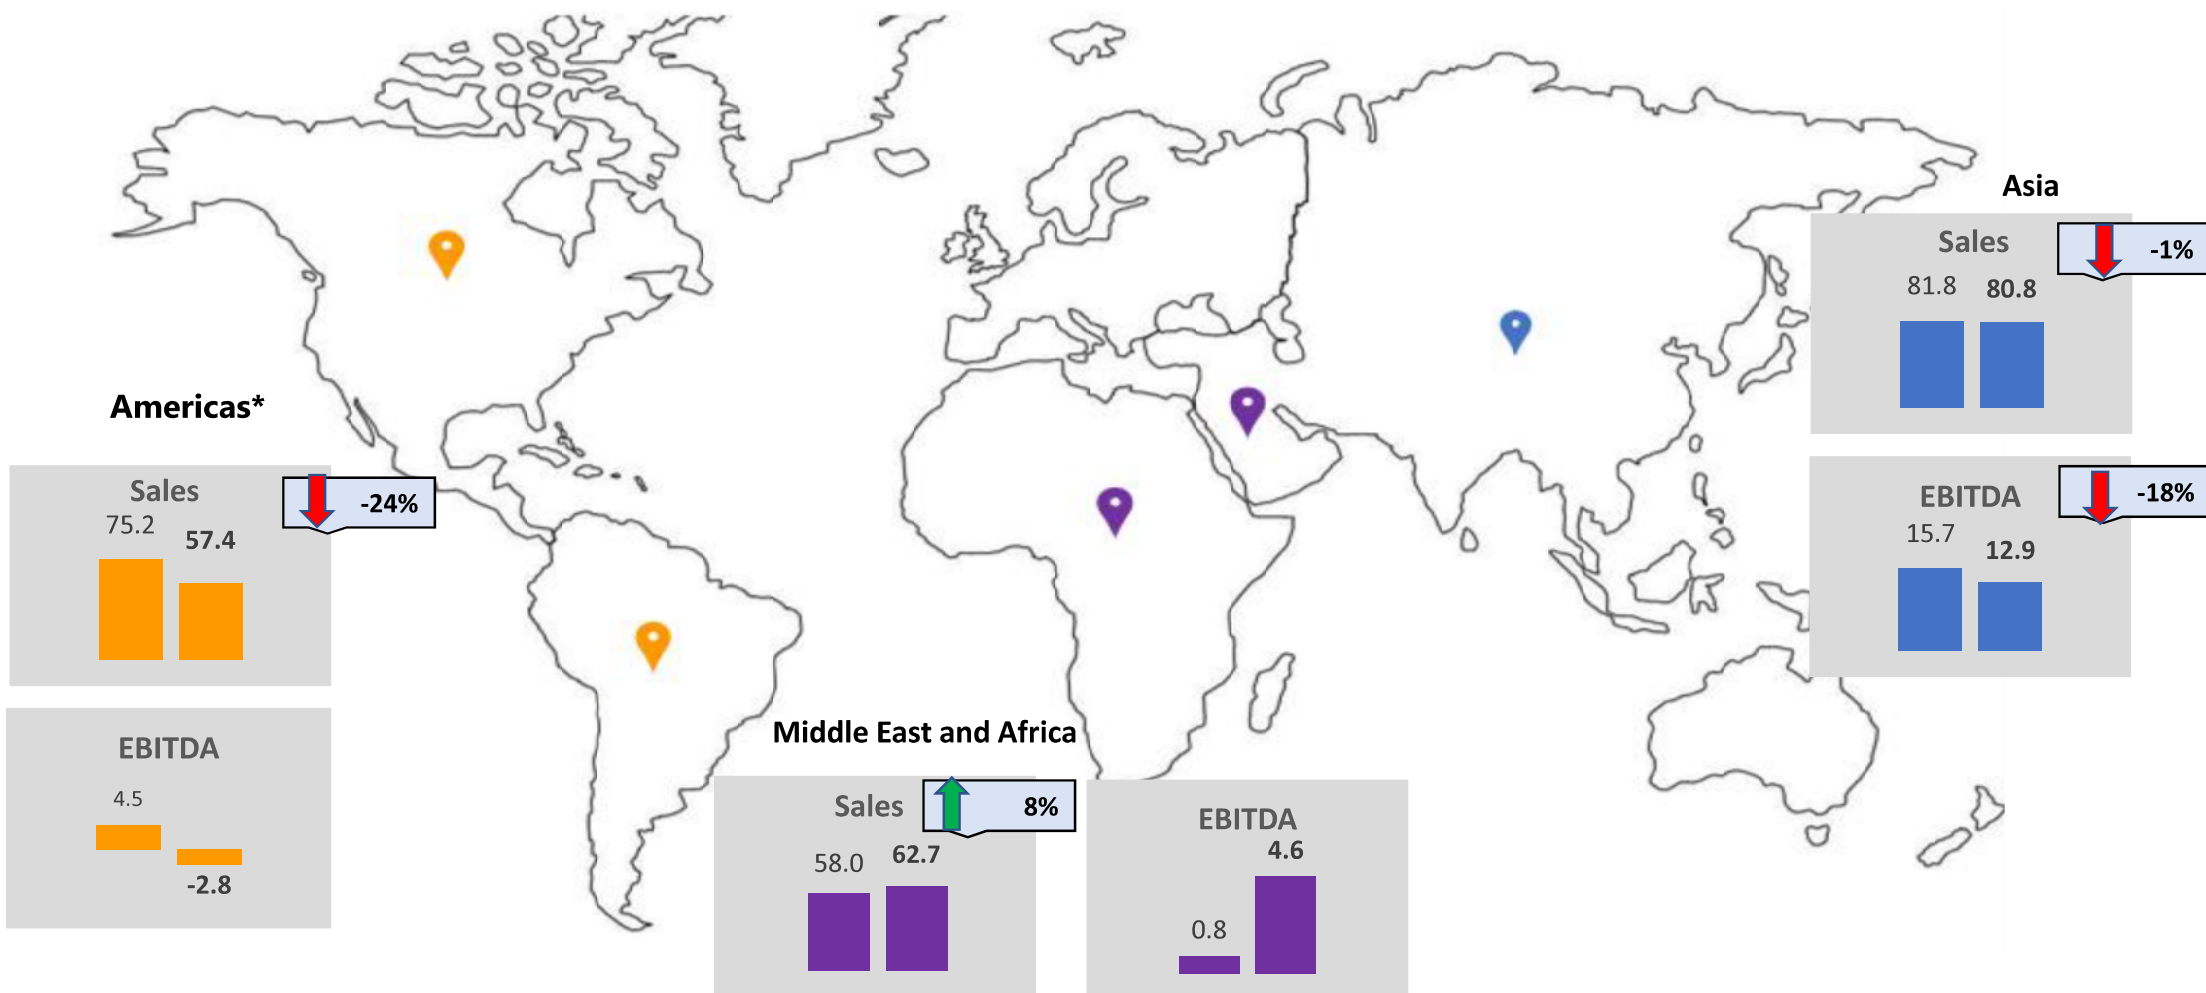 Americas*
Sales
-24%
75.2
57.4
EBITDA
4.5
-2.8
Middle East and Africa
Sales
8%
58.0
62.7
EBITDA
4.6
0.8
Asia
Sales
-1%
81.8
80.8
EBITDA
-18%
15.7
12.9